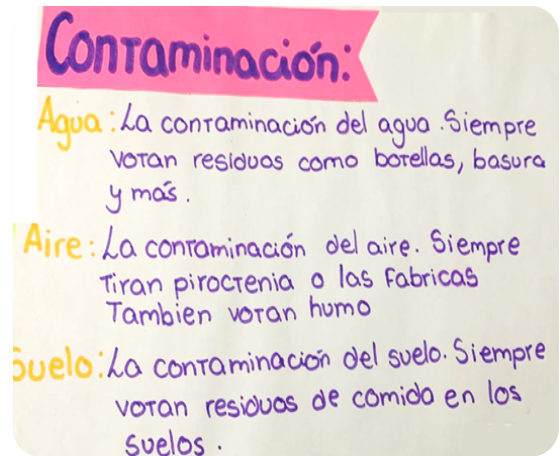 Contaminación:
Agua: La contaminación del agua. Siempre
votan residuos como botellas, basura
y más.
Aire: La contaminación del aire. Siempre
Tiran piroctenia o las Fabricas
Tambien votan humo
Suelo: La contaminación del suelo. Siempre
votan residuos de comida en los
suelos.